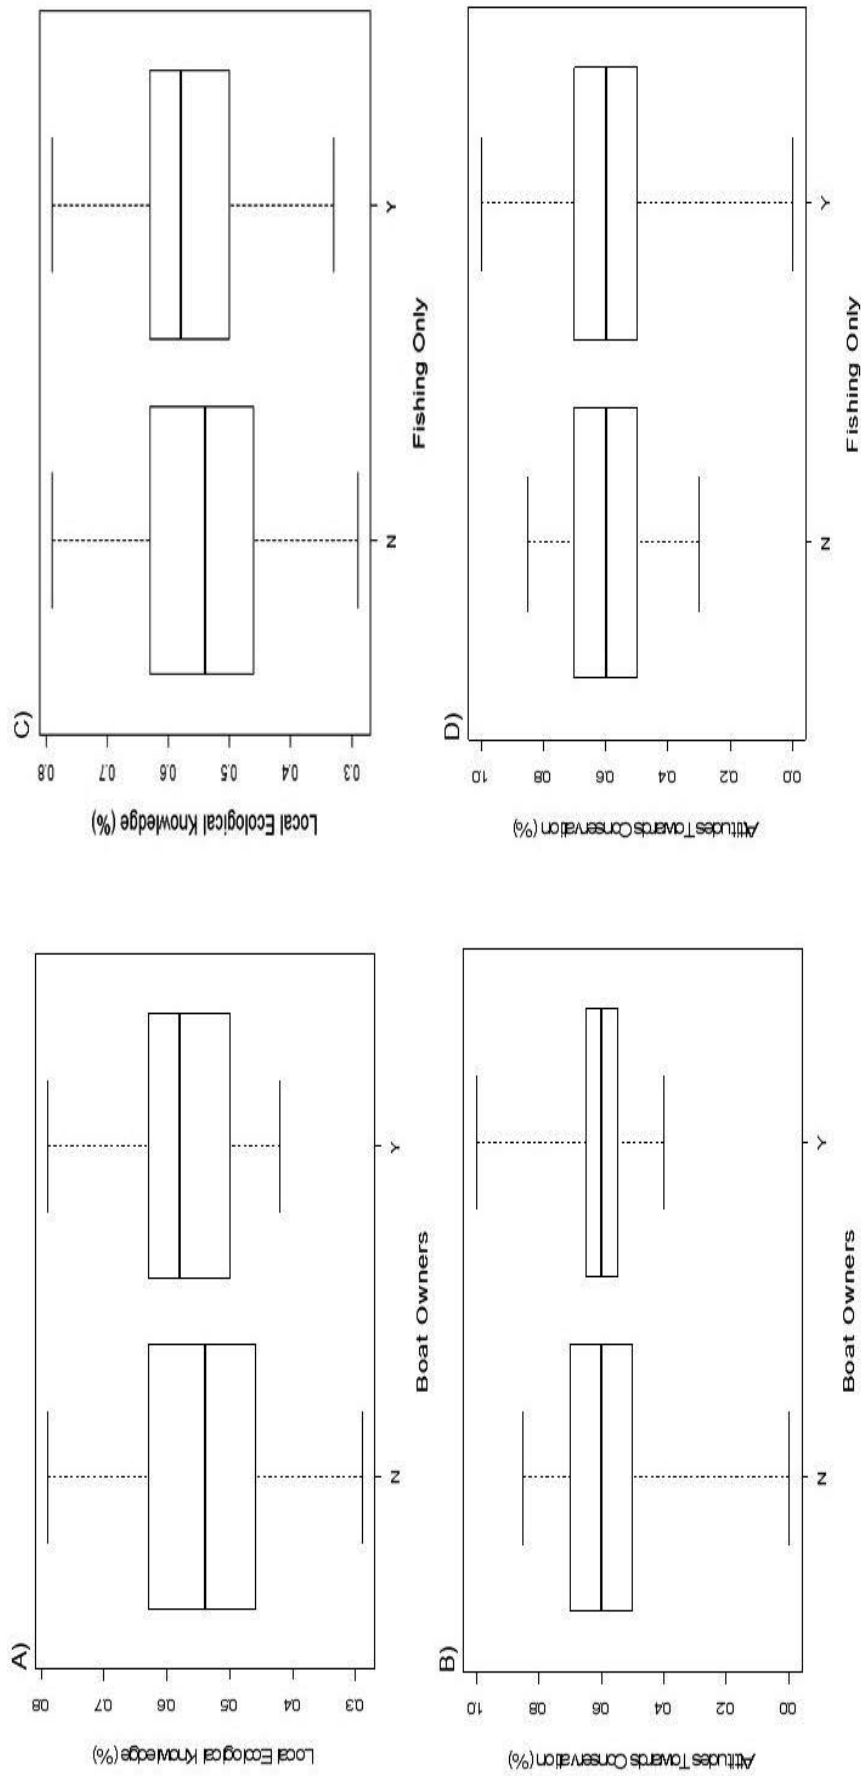 A)
Local Ecological Knowledge (%)
0.3
0.4
0.5
0.6
0.7
0.8
N
Y
Boat Owners
C)
Local Ecological Knowledge (%)
0.3
0.4
0.5
0.6
0.7
0.8
N
Y
Fishing Only
B)
Attitudes Towards Conservation (%)
0.0
0.2
0.4
0.6
0.8
1.0
N
Y
Boat Owners
D)
Attitudes Towards Conservation (%)
0.0
0.2
0.4
0.6
0.8
1.0
N
Y
Fishing Only